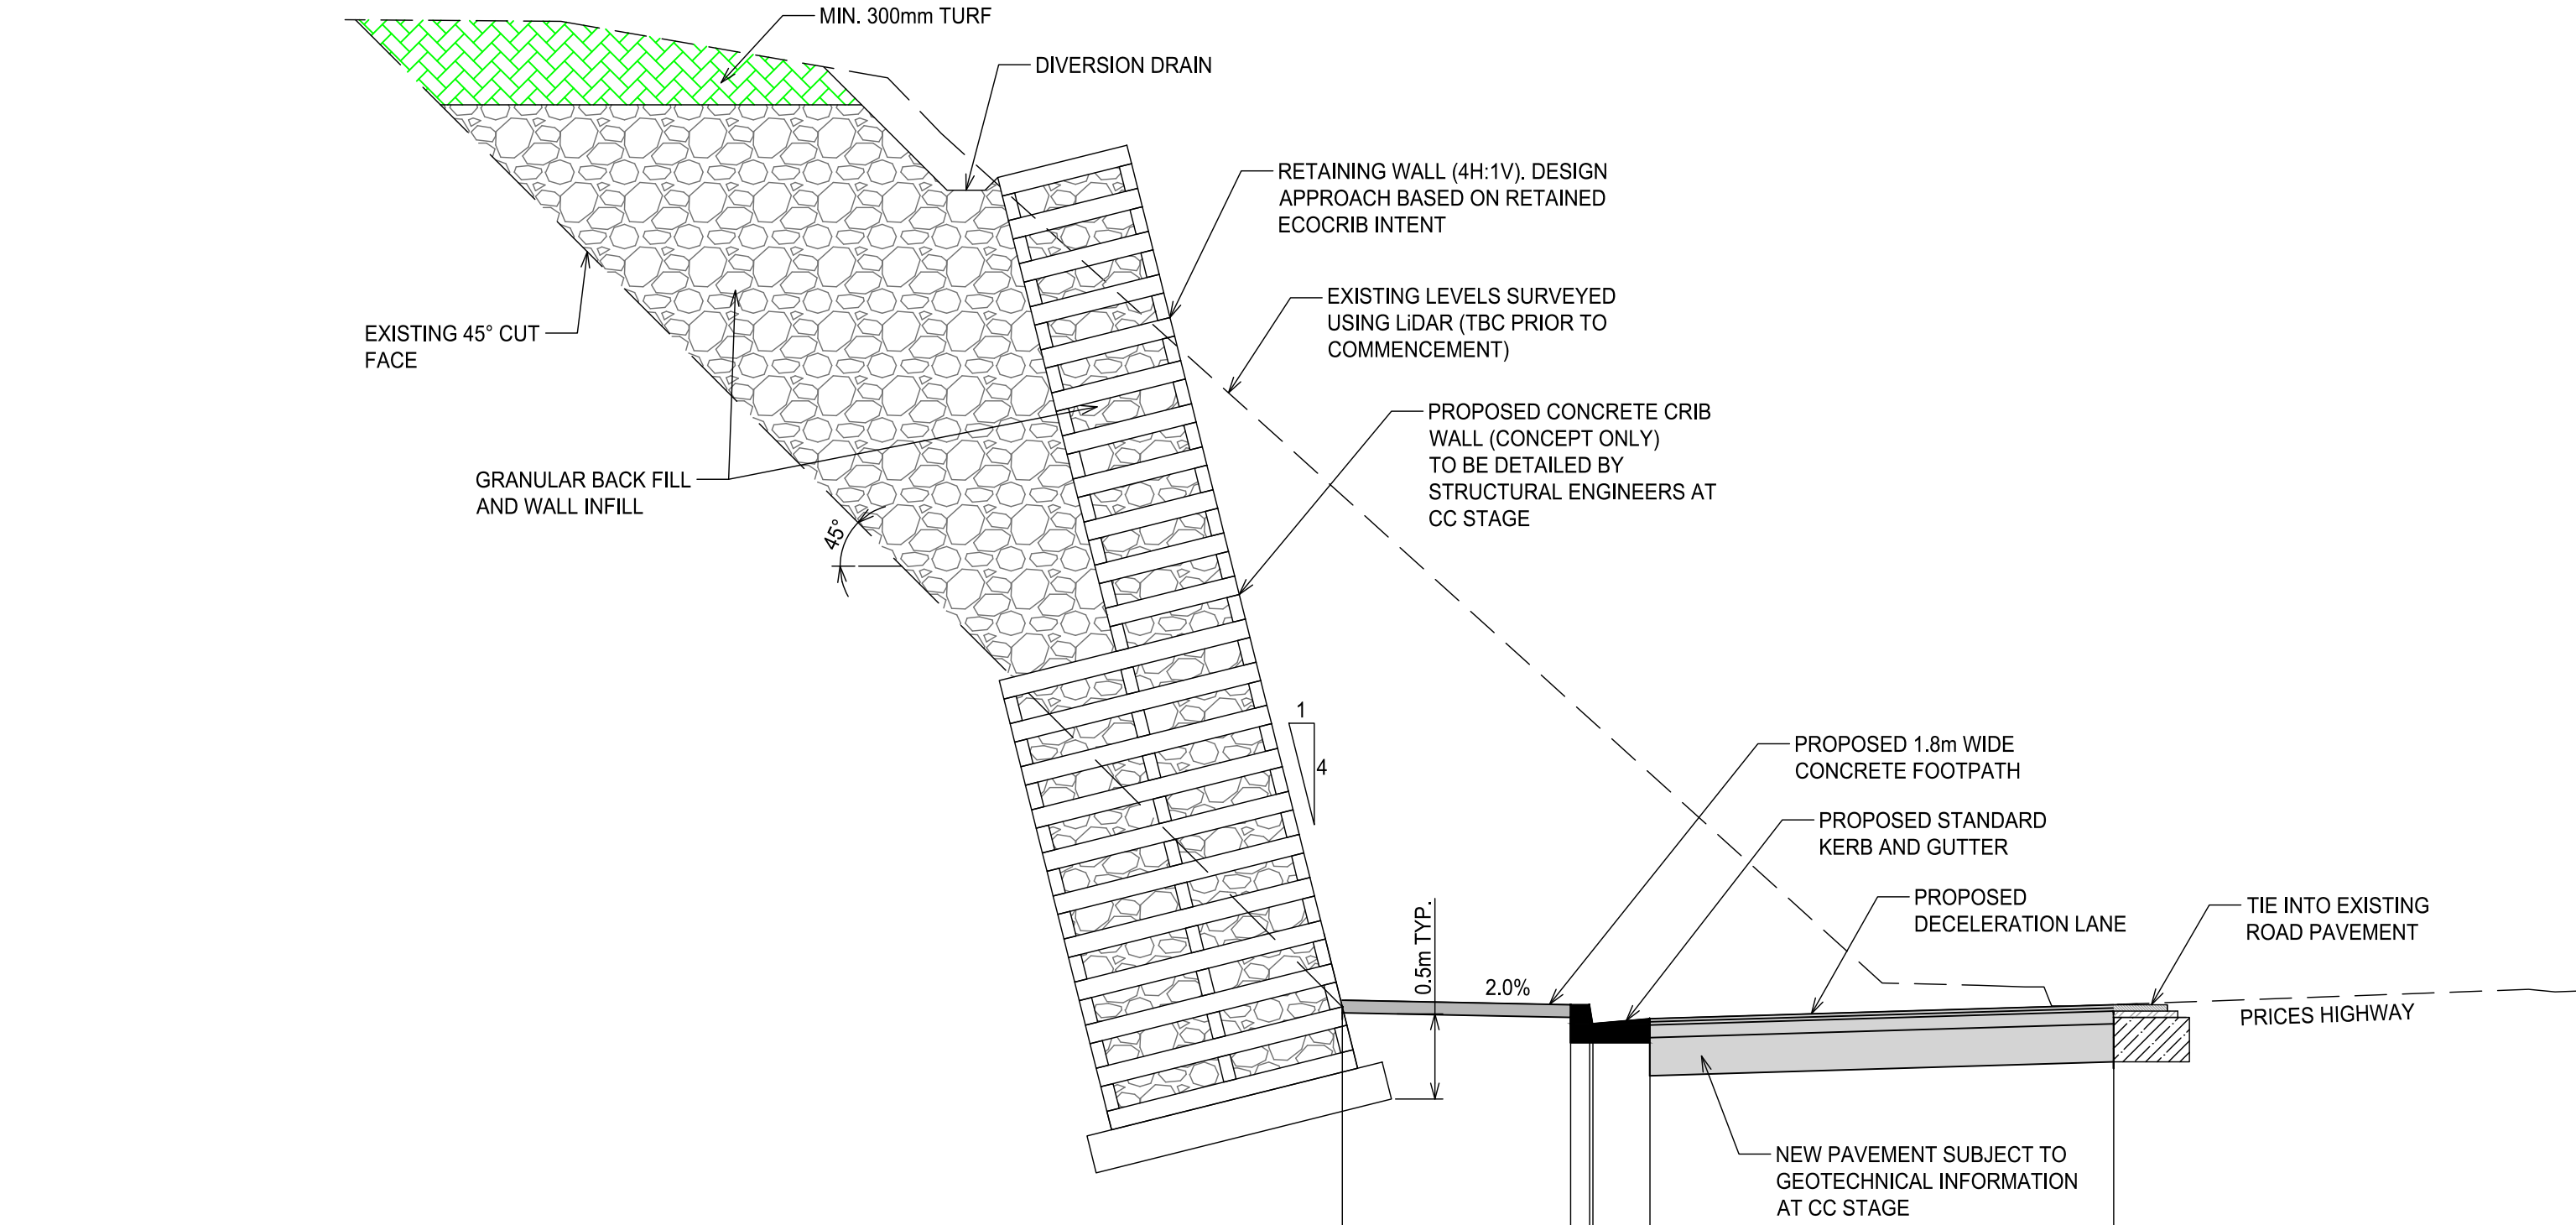 MIN. 300mm TURF
DIVERSION DRAIN
RETAINING WALL (4H:1V). DESIGN
APPROACH BASED ON RETAINED
ECOCRIB INTENT
EXISTING LEVELS SURVEYED
USING LiDAR (TBC PRIOR TO
COMMENCEMENT)
EXISTING 45° CUT
FACE
PROPOSED CONCRETE CRIB
WALL (CONCEPT ONLY)
TO BE DETAILED BY
STRUCTURAL ENGINEERS AT
CC STAGE
GRANULAR BACK FILL
AND WALL INFILL
45°
1
4
PROPOSED 1.8m WIDE
CONCRETE FOOTPATH
PROPOSED STANDARD
KERB AND GUTTER
PROPOSED
DECELERATION LANE
TIE INTO EXISTING
ROAD PAVEMENT
0.5m TYP.
2.0%
PRICES HIGHWAY
NEW PAVEMENT SUBJECT TO
GEOTECHNICAL INFORMATION
AT CC STAGE